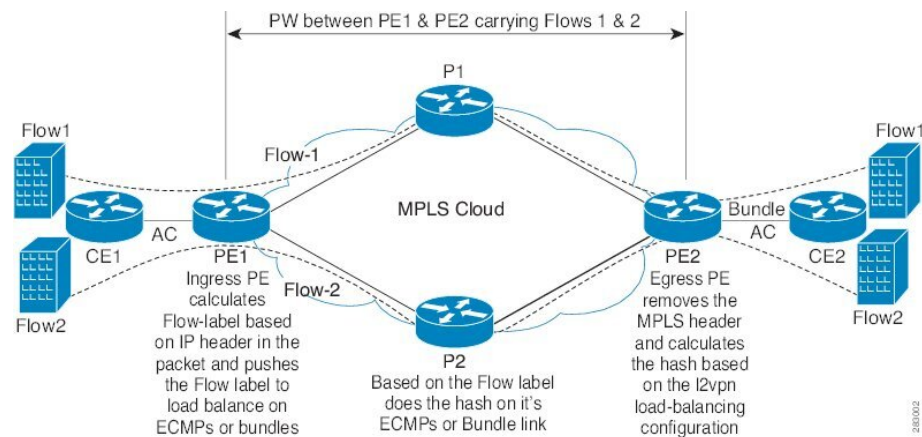 PW between PE1 & PE2 carrying Flows 1 & 2
P1
Flow1
Flow-1
Flow1
MPLS Cloud
Bundle
AC
AC
CE1
PE1
PE2
CE2
Flow2
Flow-2
Flow2
Ingress PE
calculates
Flow-label based
on IP header in the
packet and pushes
the Flow label to
load balance on
ECMPs or bundles
P2
Based on the Flow label
does the hash on it's
ECMPs or Bundle link
Egress PE
removes the
MPLS header
and calculates
the hash based
on the l2vpn
load-balancing
configuration
283002